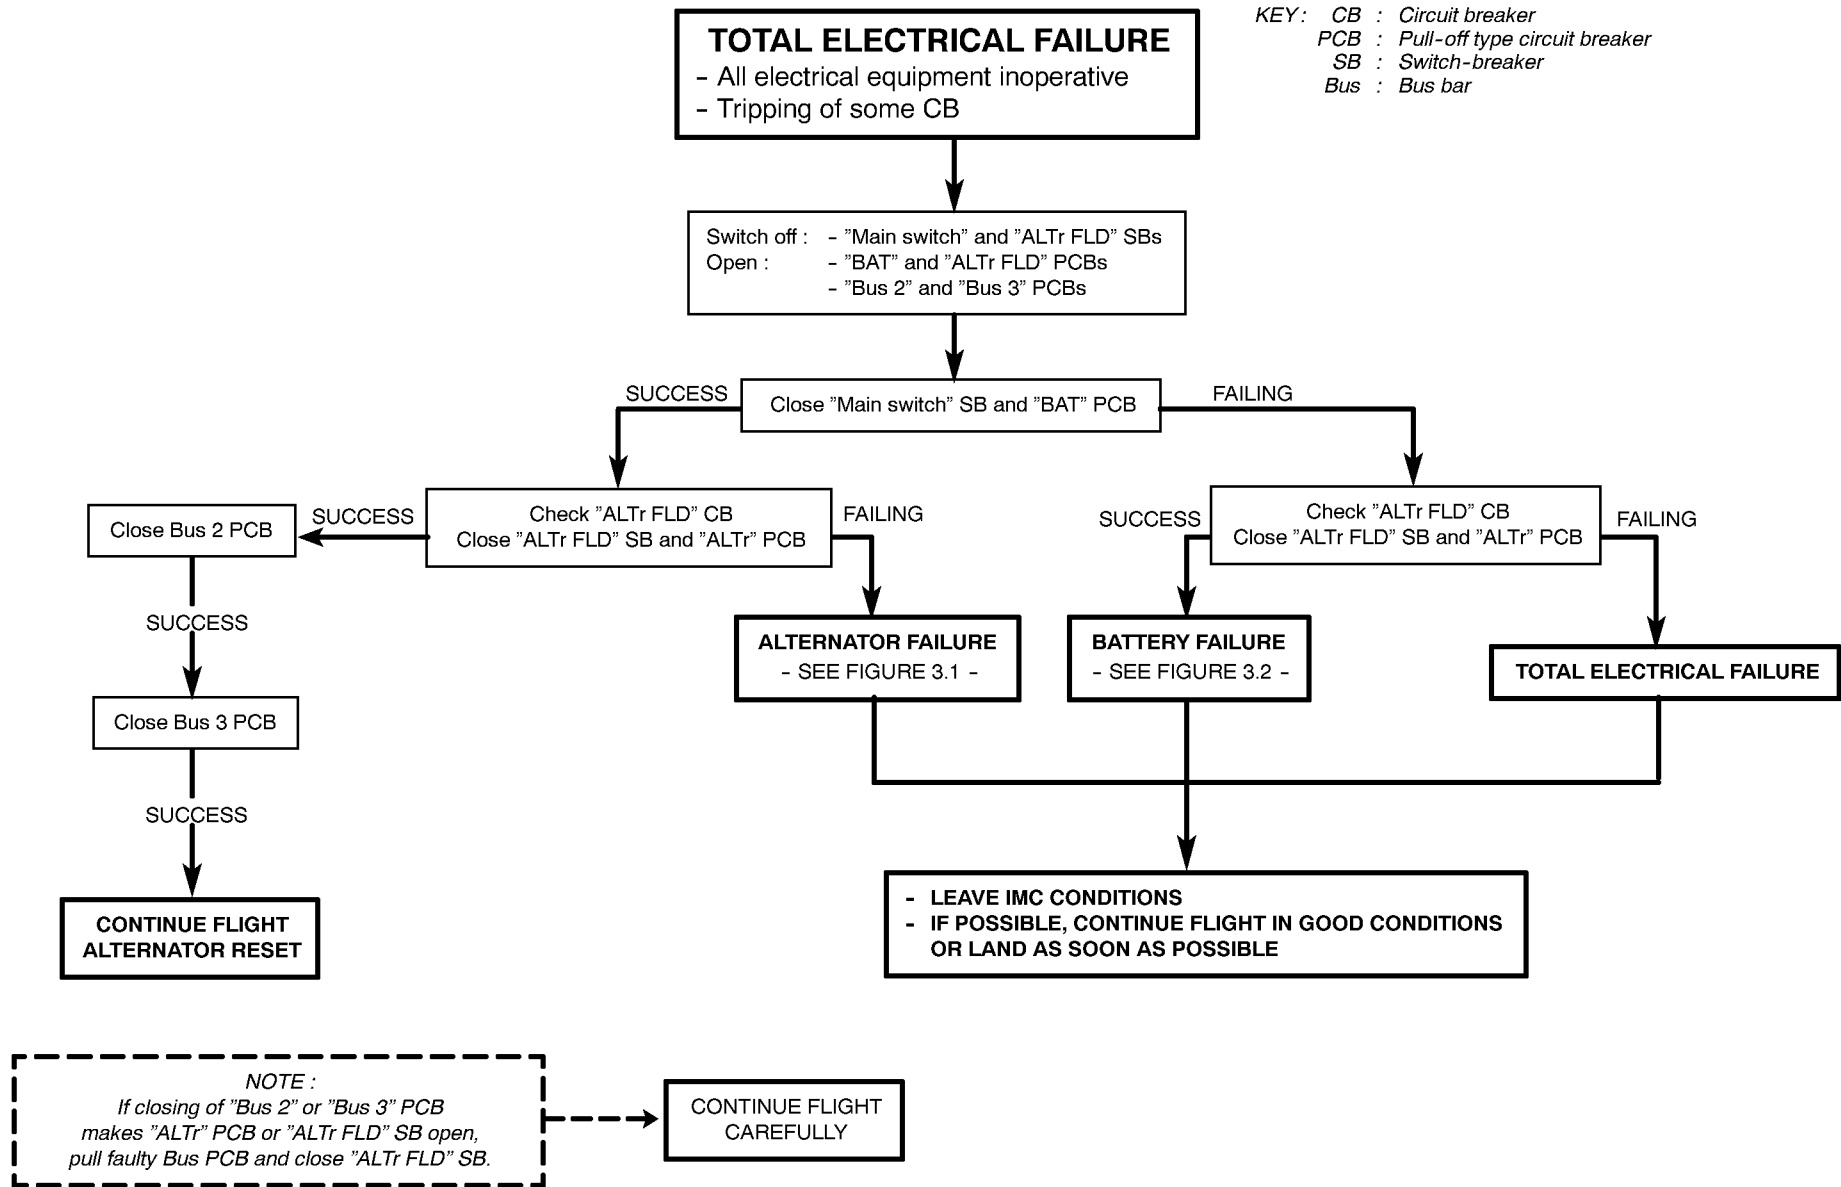 KEY : CB : Circuit breaker
PCB : Pull-off type circuit breaker
SB : Switch-breaker
Bus : Bus bar
TOTAL ELECTRICAL FAILURE
- All electrical equipment inoperative
- Tripping of some CB
Switch off : - ”Main switch” and ”ALTr FLD” SBs
Open : - ”BAT” and ”ALTr FLD” PCBs
- ”Bus 2” and ”Bus 3” PCBs
SUCCESS
Close ”Main switch” SB and ”BAT” PCB
FAILING
Close Bus 2 PCB
SUCCESS
Check ”ALTr FLD” CB
Close ”ALTr FLD” SB and ”ALTr” PCB
FAILING
SUCCESS
Check ”ALTr FLD” CB
Close ”ALTr FLD” SB and ”ALTr” PCB
FAILING
SUCCESS
ALTERNATOR FAILURE
- SEE FIGURE 3.1 -
BATTERY FAILURE
- SEE FIGURE 3.2 -
TOTAL ELECTRICAL FAILURE
Close Bus 3 PCB
SUCCESS
CONTINUE FLIGHT
ALTERNATOR RESET
- LEAVE IMC CONDITIONS
- IF POSSIBLE, CONTINUE FLIGHT IN GOOD CONDITIONS
OR LAND AS SOON AS POSSIBLE
NOTE :
If closing of ”Bus 2” or ”Bus 3” PCB
makes ”ALTr” PCB or ”ALTr FLD” SB open,
pull faulty Bus PCB and close ”ALTr FLD” SB.
CONTINUE FLIGHT
CAREFULLY